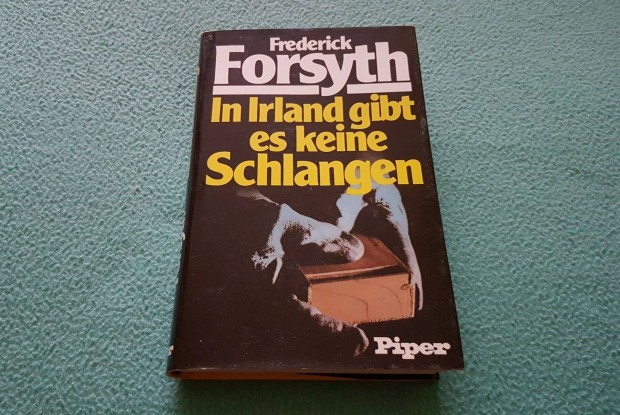 Frederick
Forsyth
In Irland gibt
es keine
Schlangen
Piper